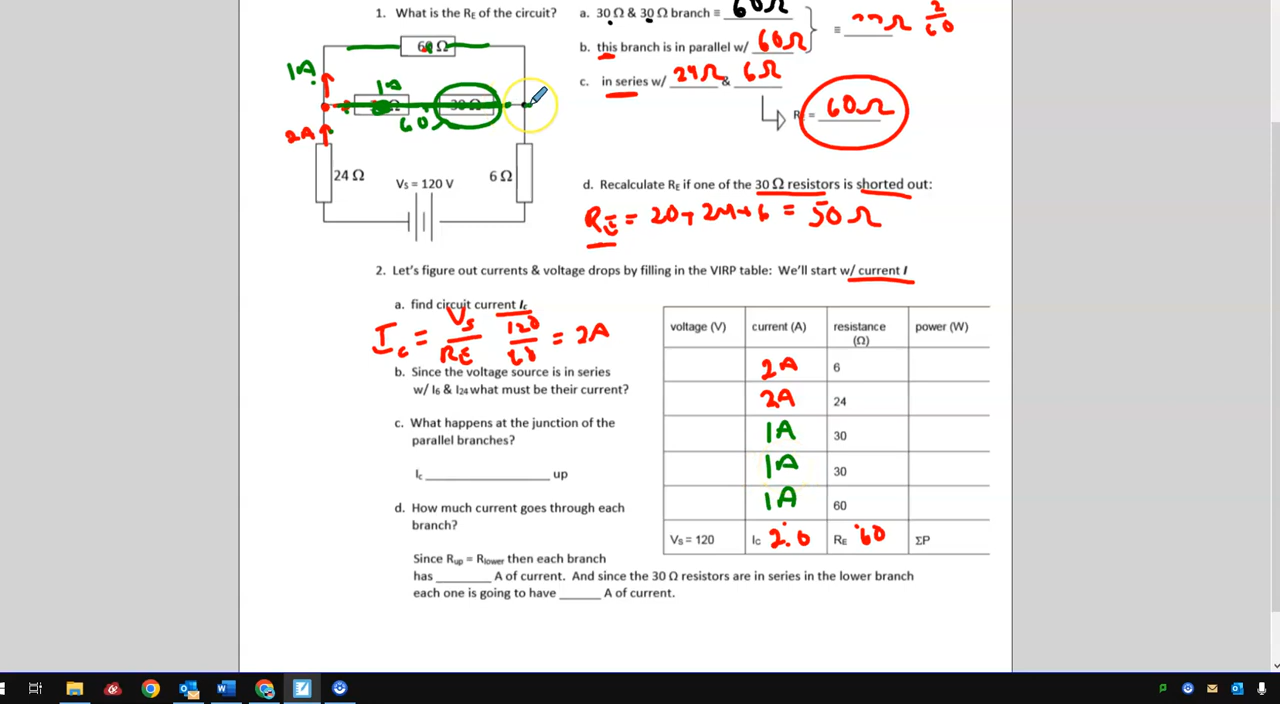 1. What is the RE of the circuit?
a. 30 Ω & 30 Ω branch ≡ 60Ω
≡ Ω 2/60
b. this branch is in parallel w/ 60Ω
c. in series w/ 24Ω & 6Ω
= 60Ω
60 Ω
1A
1A
60
2A
24 Ω
Vs = 120 V
6 Ω
d. Recalculate RE if one of the 30 Ω resistors is shorted out:
RE = 20 + 24 + 6 = 50 Ω
2. Let's figure out currents & voltage drops by filling in the VIRP table: We'll start w/ current I
a. find circuit current Ic
Ic = Vs/RE 120/60 = 2A
b. Since the voltage source is in series
w/ I6 & I24 what must be their current?
c. What happens at the junction of the
parallel branches?
Ic ____________ up
d. How much current goes through each
branch?
Since Rup = Rlower then each branch
has ______ A of current. And since the 30 Ω resistors are in series in the lower branch
each one is going to have _____ A of current.
voltage (V) current (A) resistance (Ω) power (W)
2A 6
2A 24
1A 30
1A 30
1A 60
Vs = 120 Ic 2.0 RE 60 ΣP